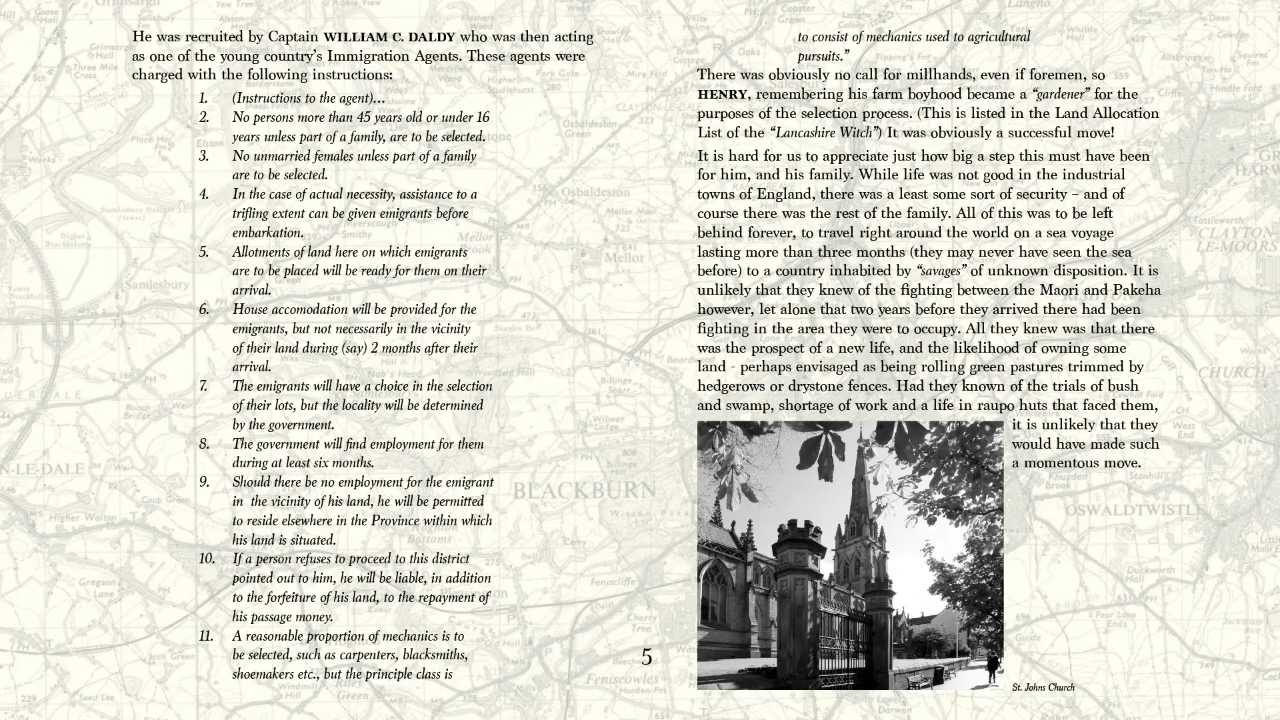 He was recruited by Captain WILLIAM C. DALDY who was then acting
as one of the young country's Immigration Agents. These agents were
charged with the following instructions:
1. (Instructions to the agent)...
2. No persons more than 45 years old or under 16
years unless part of a family, are to be selected.
3. No unmarried females unless part of a family
are to be selected.
4. In the case of actual necessity, assistance to a
trifling extent can be given emigrants before
embarkation.
5. Allotments of land here on which emigrants
are to be placed will be ready for them on their
arrival.
6. House accomodation will be provided for the
emigrants, but not necessarily in the vicinity
of their land during (say) 2 months after their
arrival.
7. The emigrants will have a choice in the selection
of their lots, but the locality will be determined
by the government.
8. The government will find employment for them
during at least six months.
9. Should there be no employment for the emigrant
in the vicinity of his land, he will be permitted
to reside elsewhere in the Province within which
his land is situated.
10. If a person refuses to proceed to this district
pointed out to him, he will be liable, in addition
to the forfeiture of his land, to the repayment of
his passage money.
11. A reasonable proportion of mechanics is to
be selected, such as carpenters, blacksmiths,
shoemakers etc., but the principle class is
5
to consist of mechanics used to agricultural
pursuits."
There was obviously no call for millhands, even if foremen, so
HENRY, remembering his farm boyhood became a "gardener" for the
purposes of the selection process. (This is listed in the Land Allocation
List of the "Lancashire Witch") It was obviously a successful move!
It is hard for us to appreciate just how big a step this must have been
for him, and his family. While life was not good in the industrial
towns of England, there was a least some sort of security – and of
course there was the rest of the family. All of this was to be left
behind forever, to travel right around the world on a sea voyage
lasting more than three months (they may never have seen the sea
before) to a country inhabited by "savages" of unknown disposition. It is
unlikely that they knew of the fighting between the Maori and Pakeha
however, let alone that two years before they arrived there had been
fighting in the area they were to occupy. All they knew was that there
was the prospect of a new life, and the likelihood of owning some
land - perhaps envisaged as being rolling green pastures trimmed by
hedgerows or drystone fences. Had they known of the trials of bush
and swamp, shortage of work and a life in raupo huts that faced them,
it is unlikely that they
would have made such
a momentous move.
St. Johns Church
BLACKBURN
OSWALDTWISTLE
Mellor
Samlesbury
Osbaldeston
CHURCH
Feniscowles